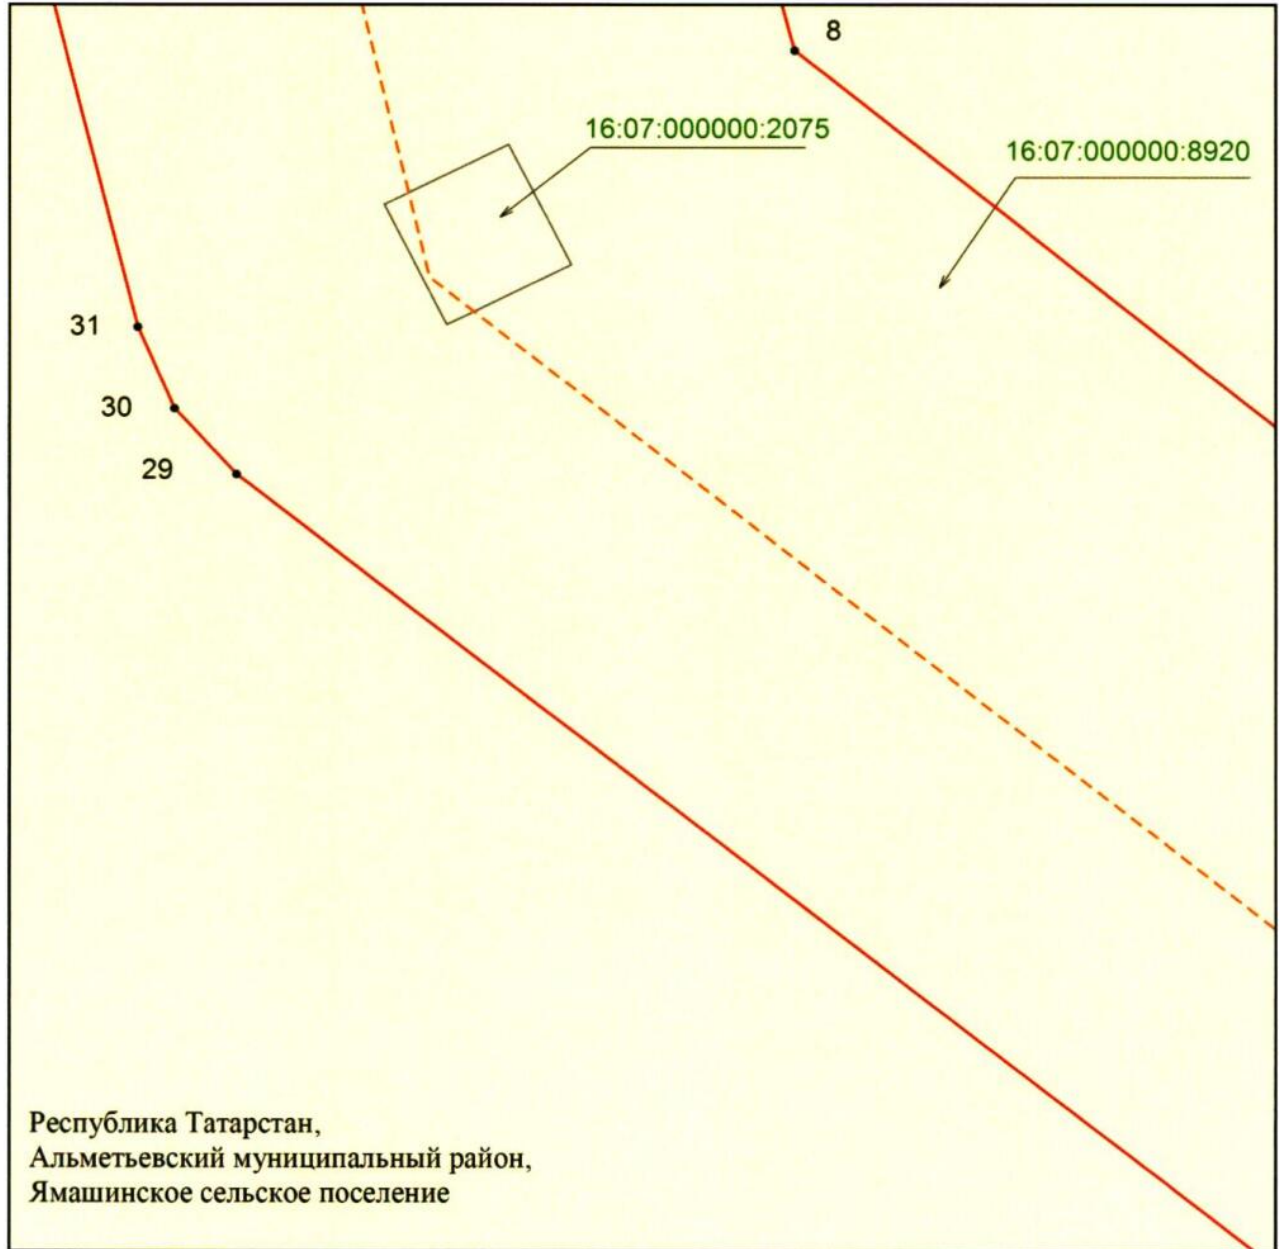 8
16:07:000000:2075
16:07:000000:8920
31
30
29
Республика Татарстан,
Альметьевский муниципальный район,
Ямашинское сельское поселение